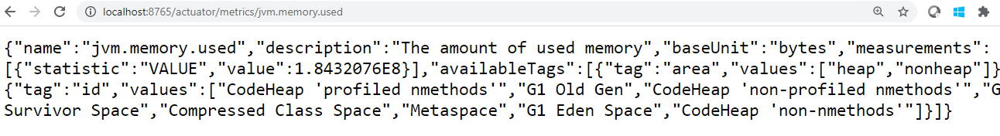 localhost:8765/actuator/metrics/jvm.memory.used
{"name":"jvm.memory.used","description":"The amount of used memory","baseUnit":"bytes","measurements":
[{"statistic":"VALUE","value":1.8432076E8}],"availableTags":[{"tag":"area","values":["heap","nonheap"]}
{"tag":"id","values":["CodeHeap 'profiled nmethods'","G1 Old Gen","CodeHeap 'non-profiled nmethods'","G
Survivor Space","Compressed Class Space","Metaspace","G1 Eden Space","CodeHeap 'non-nmethods'"]}]}